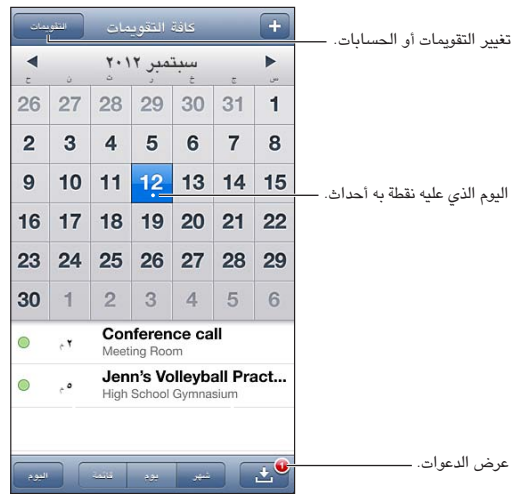 التقويمات
كافة التقويمات
+
تغيير التقويمات أو الحسابات.
سبتمبر ٢٠١٢
ح ن ث ر خ ج س
26 27 28 29 30 31 1
2 3 4 5 6 7 8
9 10 11 12 13 14 15
اليوم الذي عليه نقطة به أحداث.
16 17 18 19 20 21 22
23 24 25 26 27 28 29
30 1 2 3 4 5 6
٢ م Conference call
Meeting Room
٥ م Jenn’s Volleyball Pract...
High School Gymnasium
عرض الدعوات.
اليوم
قائمة يوم شهر
1